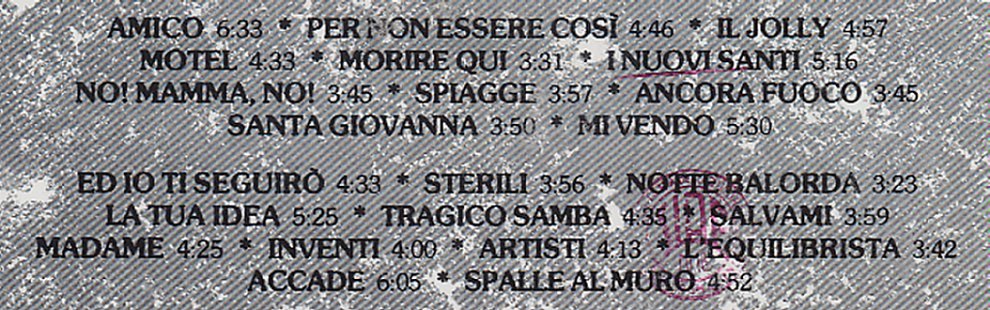 AMICO 6:33 * PER NON ESSERE COSÌ 4:46 * IL JOLLY 4:57
MOTEL 4:33 * MORIRE QUI 3:31 * I NUOVI SANTI 5:16
NO! MAMMA, NO! 3:45 * SPIAGGE 3:57 * ANCORA FUOCO 3:45
SANTA GIOVANNA 3:50 * MI VENDO 5:30
ED IO TI SEGUIRÒ 4:33 * STERILI 3:56 * NOTTE BALORDA 3:23
LA TUA IDEA 5:25 * TRAGICO SAMBA 4:35 * SALVAMI 3:59
MADAME 4:25 * INVENTI 4:00 * ARTISTI 4:13 * L'EQUILIBRISTA 3:42
ACCADE 6:05 * SPALLE AL MURO 4:52